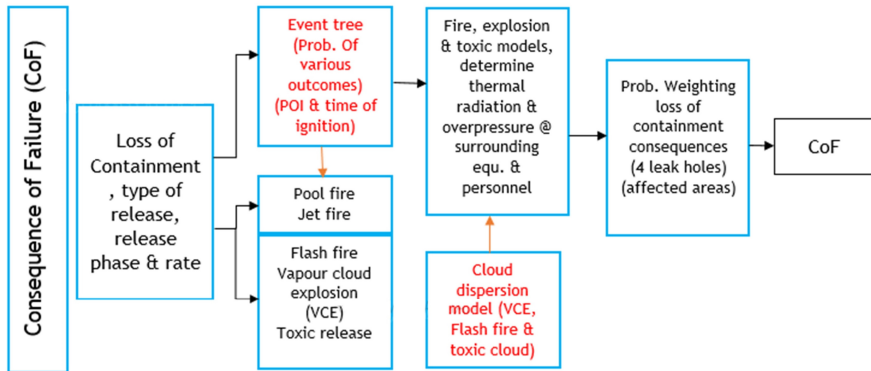 Consequence of Failure (CoF)
Loss of
Containment
, type of
release,
release
phase & rate
Event tree
(Prob. Of
various
outcomes)
(POI & time of
ignition)
Pool fire
Jet fire
Flash fire
Vapour cloud
explosion
(VCE)
Toxic release
Fire, explosion
& toxic models,
determine
thermal
radiation &
overpressure @
surrounding
equ. &
personnel
Cloud
dispersion
model (VCE,
Flash fire &
toxic cloud)
Prob. Weighting
loss of
containment
consequences
(4 leak holes)
(affected areas)
CoF